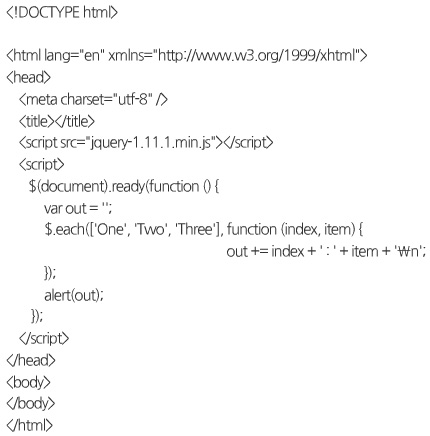 <!DOCTYPE html>
<html lang="en" xmlns="http://www.w3.org/1999/xhtml">
<head>
<meta charset="utf-8" />
<title></title>
<script src="jquery-1.11.1.min.js"></script>
<script>
$(document).ready(function () {
var out = '';
$.each(['One', 'Two', 'Three'], function (index, item) {
out += index + ' : ' + item + '₩n';
});
alert(out);
});
</script>
</head>
<body>
</body>
</html>